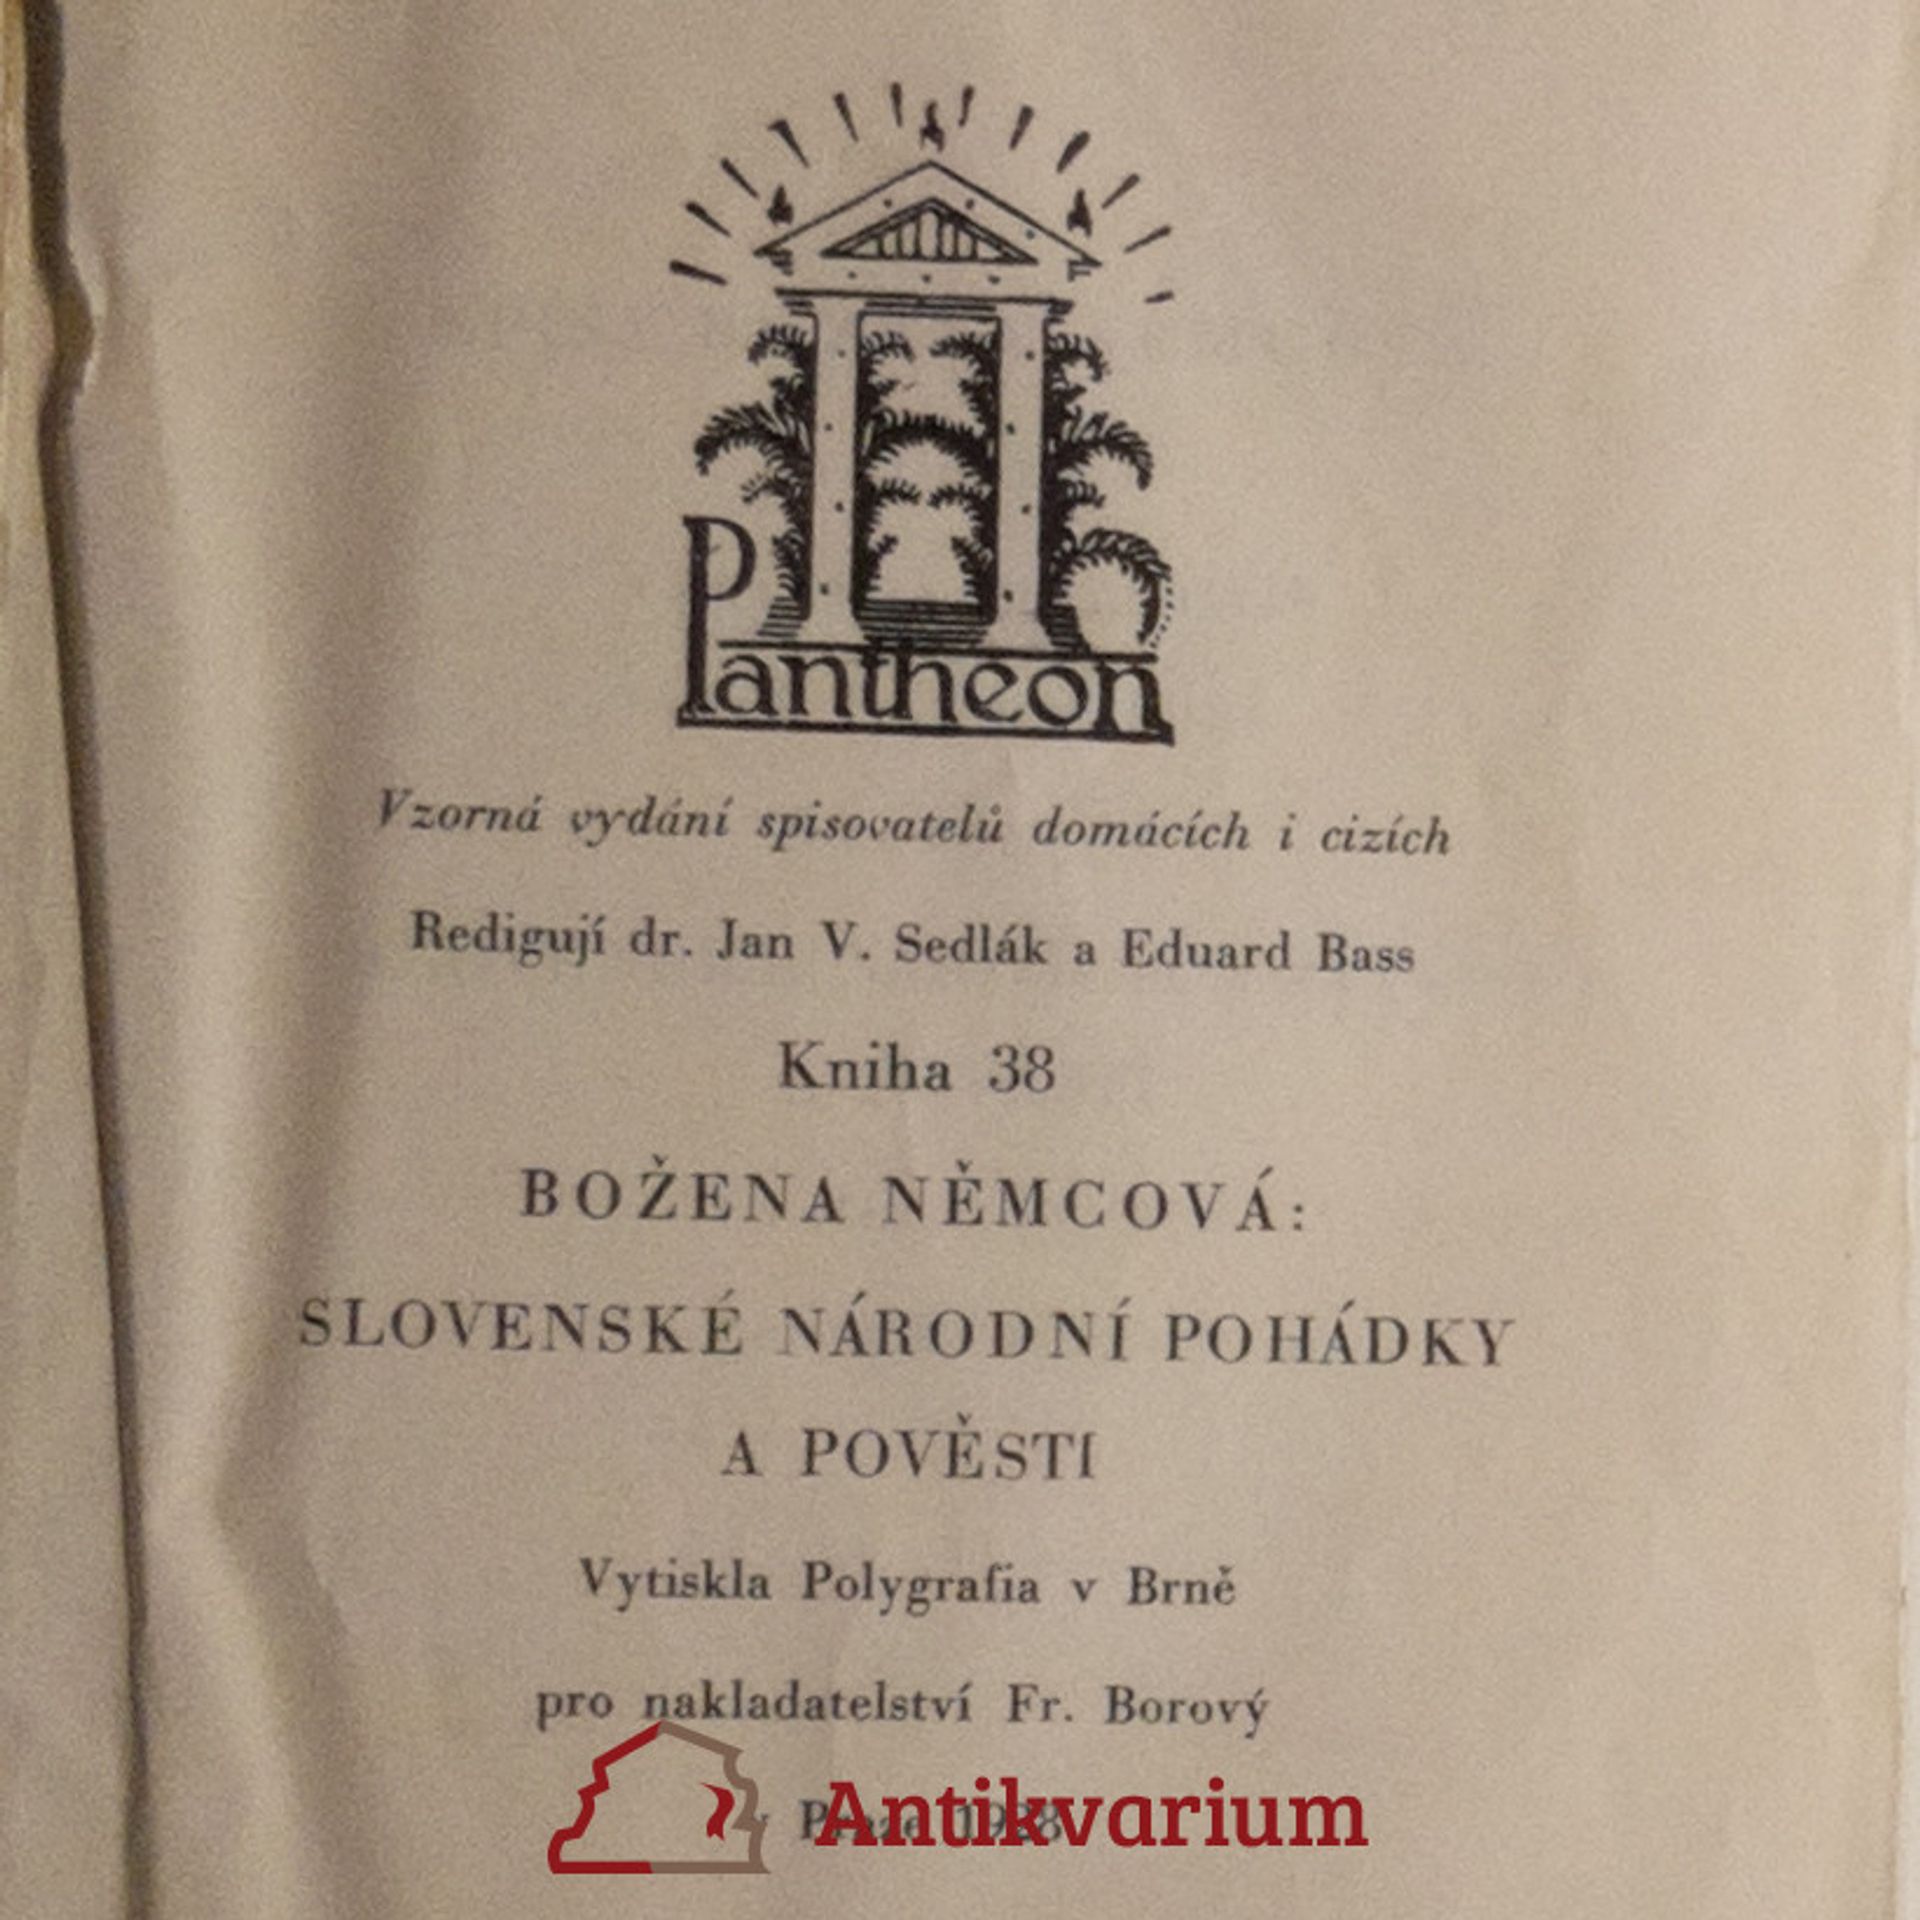 Pantheon
Vzorná vydání spisovatelů domácích i cizích
Redigují dr. Jan V. Sedlák a Eduard Bass
Kniha 38
BOŽENA NĚMCOVÁ:
SLOVENSKÉ NÁRODNÍ POHÁDKY
A POVĚSTI
Vytiskla Polygrafia v Brně
pro nakladatelství Fr. Borový
Antikvarium